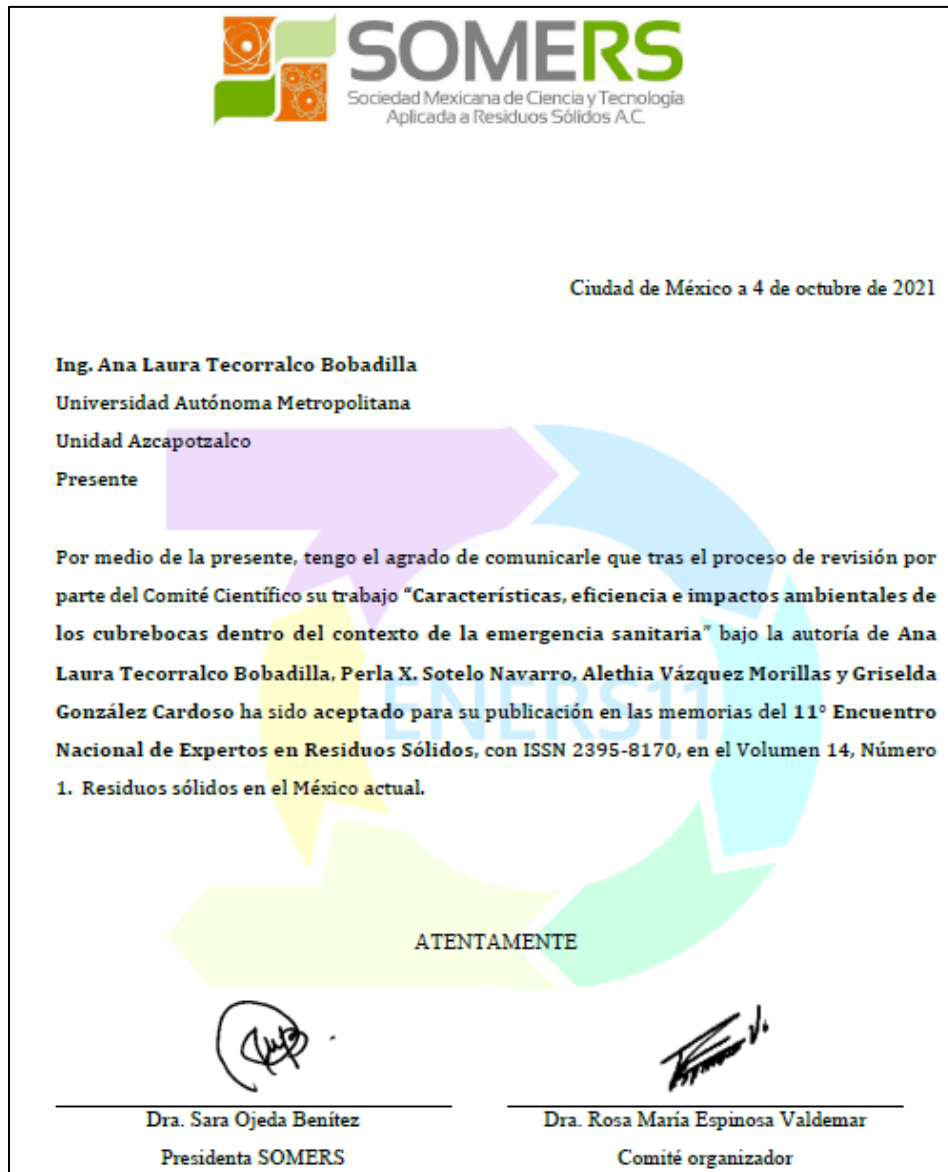 SOMERS
Sociedad Mexicana de Ciencia y Tecnología
Aplicada a Residuos Sólidos A.C.
Ciudad de México a 4 de octubre de 2021
Ing. Ana Laura Tecorralco Bobadilla
Universidad Autónoma Metropolitana
Unidad Azcapotzalco
Presente
Por medio de la presente, tengo el agrado de comunicarle que tras el proceso de revisión por
parte del Comité Científico su trabajo “Características, eficiencia e impactos ambientales de
los cubrebocas dentro del contexto de la emergencia sanitaria” bajo la autoría de Ana
Laura Tecorralco Bobadilla, Perla X. Sotelo Navarro, Alethia Vázquez Morillas y Griselda
González Cardoso ha sido aceptado para su publicación en las memorias del 11° Encuentro
Nacional de Expertos en Residuos Sólidos, con ISSN 2395-8170, en el Volumen 14, Número
1. Residuos sólidos en el México actual.
ENERS11
ATENTAMENTE
Dra. Sara Ojeda Benítez
Presidenta SOMERS
Dra. Rosa María Espinosa Valdemar
Comité organizador